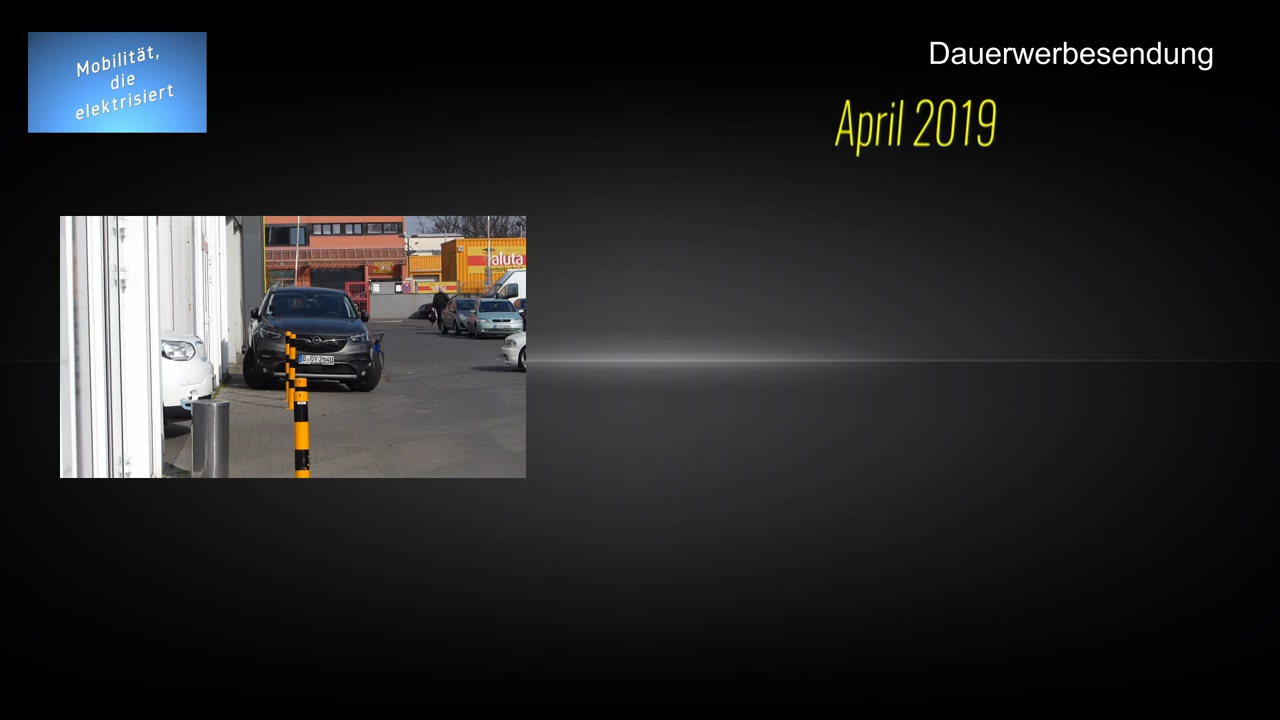 Mobilität,
die
elektrisiert
Dauerwerbesendung
April 2019
aluta